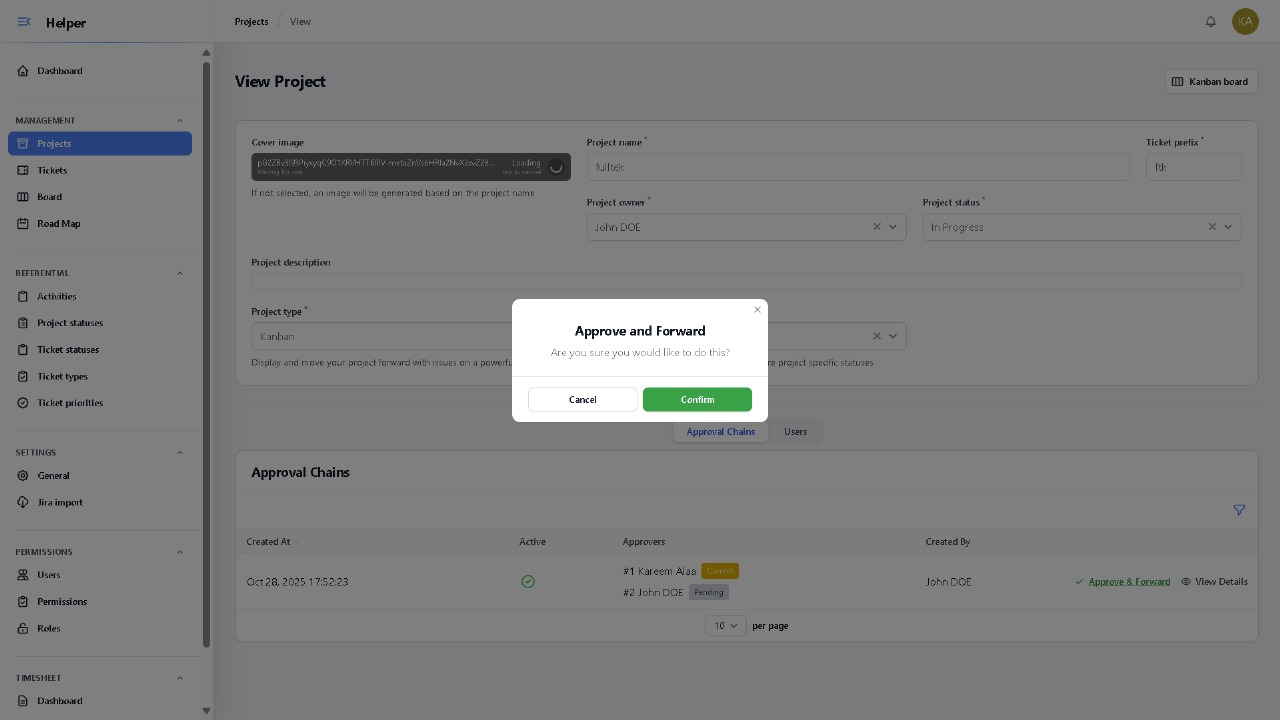 Helper
Projects / View
KA
Dashboard
MANAGEMENT
Projects
Tickets
Board
Road Map
REFERENTIAL
Activities
Project statuses
Ticket statuses
Ticket types
Ticket priorities
SETTINGS
General
Jira import
PERMISSIONS
Users
Permissions
Roles
TIMESHEET
Dashboard
View Project
Kanban board
Cover image
Loading
Waiting for size
tap to cancel
If not selected, an image will be generated based on the project name
Project name *
fulltek
Ticket prefix *
ftk
Project owner *
John DOE
Project status *
In Progress
Project description
Project type *
Kanban
Display and move your project forward with issues on a powerfu
re project specific statuses
Approve and Forward
Are you sure you would like to do this?
Cancel
Confirm
Approval Chains
Users
Approval Chains
Created At
Active
Approvers
Created By
Oct 28, 2025 17:52:23
#1 Kareem Alaa Current
#2 John DOE Pending
John DOE
Approve & Forward
View Details
10 per page